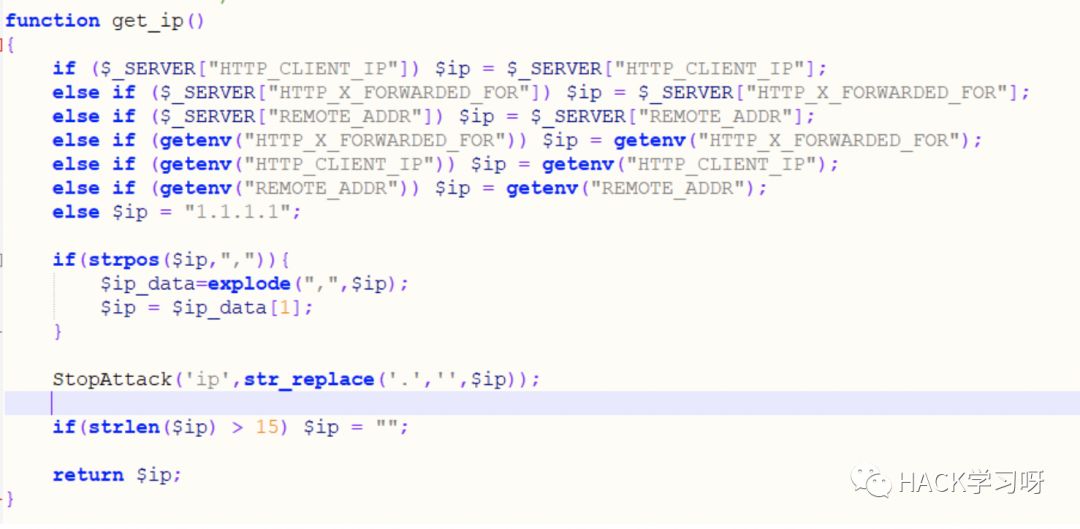 function get_ip()
{
if ($_SERVER["HTTP_CLIENT_IP"]) $ip = $_SERVER["HTTP_CLIENT_IP"];
else if ($_SERVER["HTTP_X_FORWARDED_FOR"]) $ip = $_SERVER["HTTP_X_FORWARDED_FOR"];
else if ($_SERVER["REMOTE_ADDR"]) $ip = $_SERVER["REMOTE_ADDR"];
else if (getenv("HTTP_X_FORWARDED_FOR")) $ip = getenv("HTTP_X_FORWARDED_FOR");
else if (getenv("HTTP_CLIENT_IP")) $ip = getenv("HTTP_CLIENT_IP");
else if (getenv("REMOTE_ADDR")) $ip = getenv("REMOTE_ADDR");
else $ip = "1.1.1.1";
if(strpos($ip,",")){
$ip_data=explode(",",$ip);
$ip = $ip_data[1];
}
StopAttack('ip',str_replace('.','',$ip));
if(strlen($ip) > 15) $ip = "";
return $ip;
}
HACK学习呀